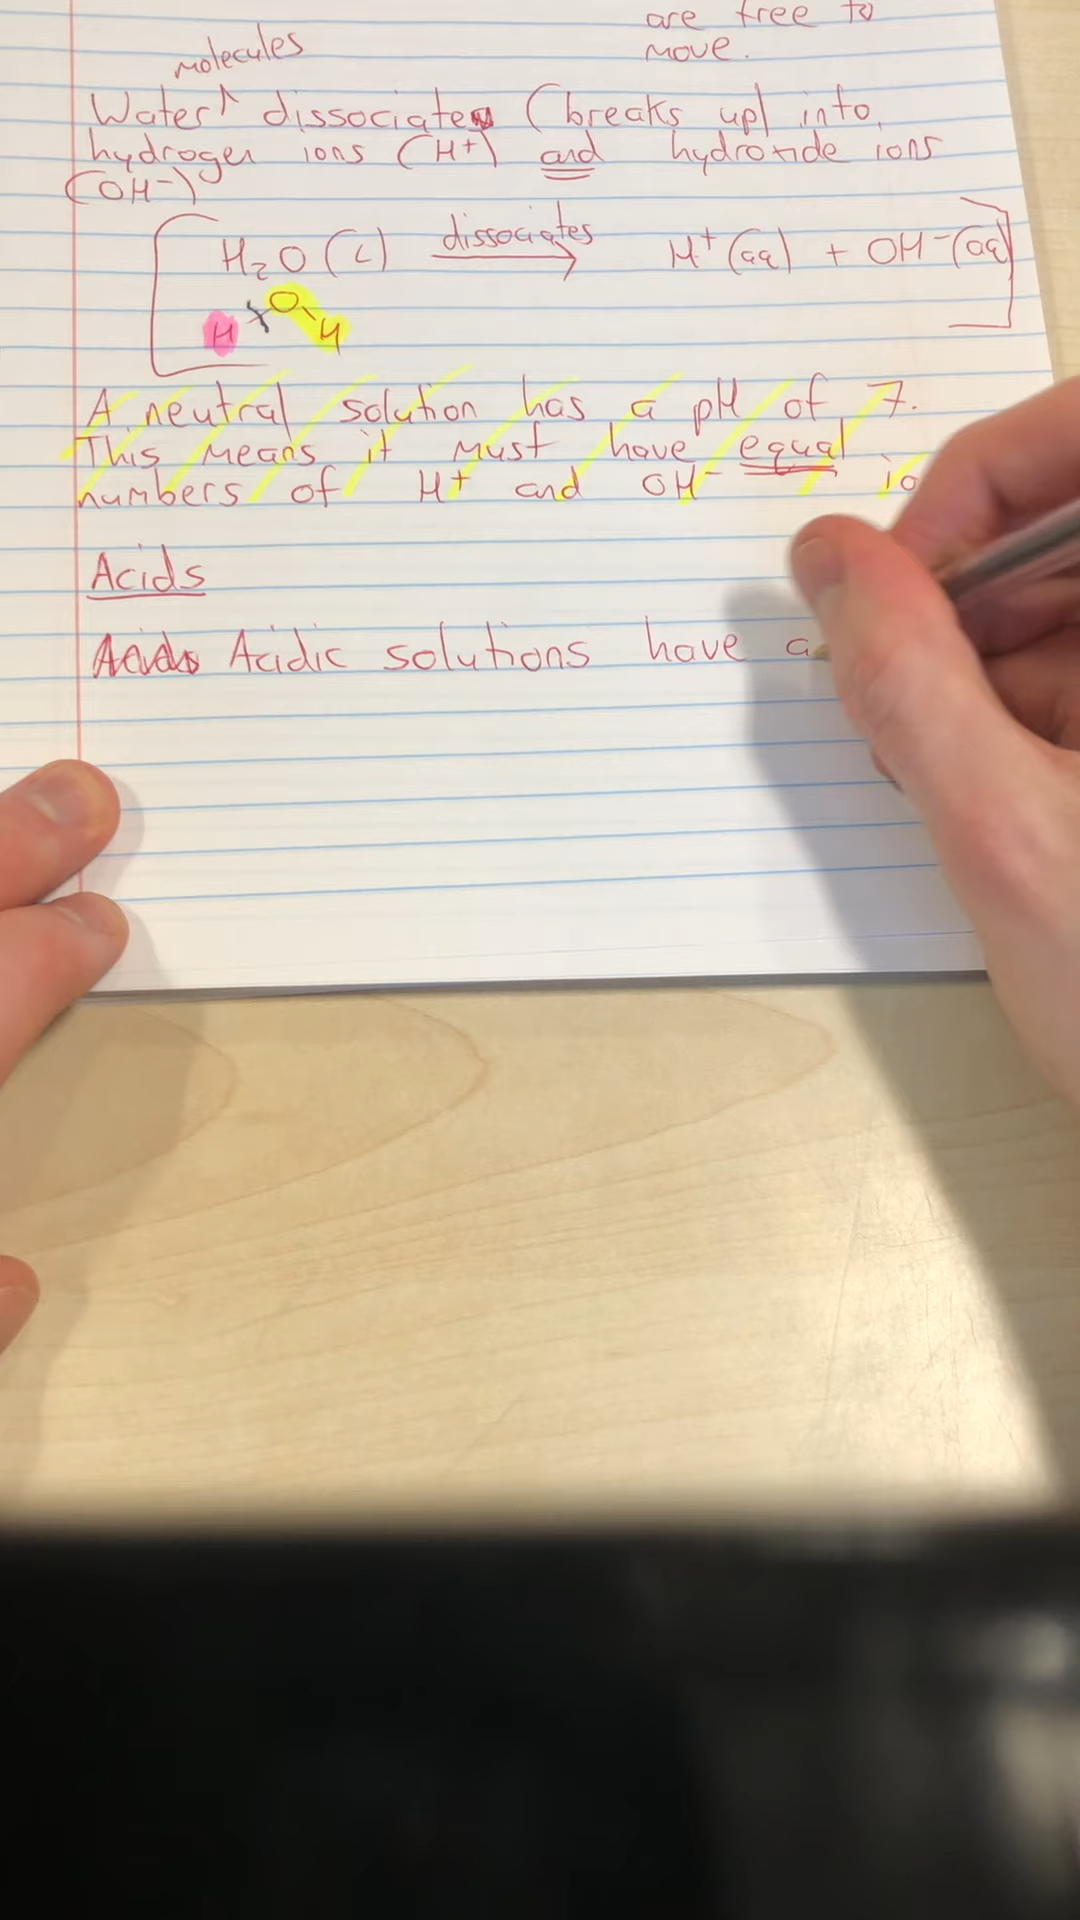 are free to
molecules move.
Water^ dissociates (breaks up) into
hydrogen ions (H+) and hydroxide ions
(OH-)
H2O (l) dissociates → H+(aq) + OH-(aq)
H O H
A neutral solution has a pH of 7.
This means it must have equal
numbers of H+ and OH- io
Acids
Acidic solutions have a